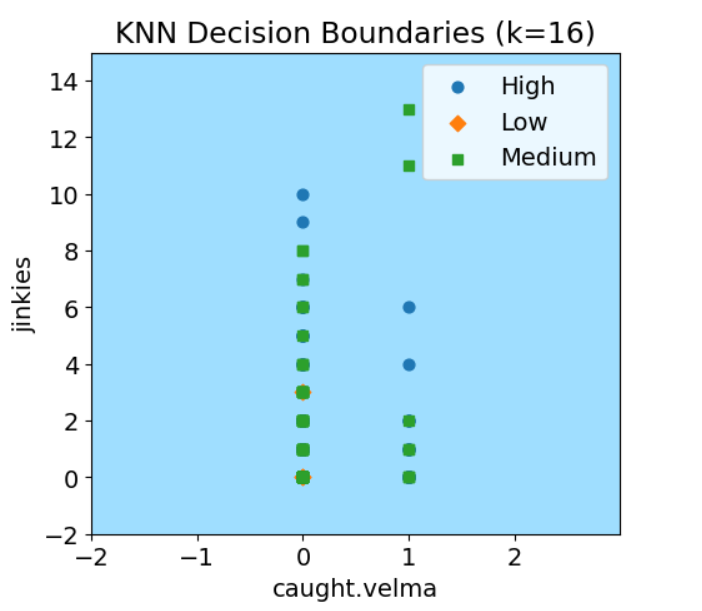 KNN Decision Boundaries (k=16)
High
Low
Medium
14
12
10
8
6
4
2
0
−2
jinkies
−2
−1
0
1
2
caught.velma